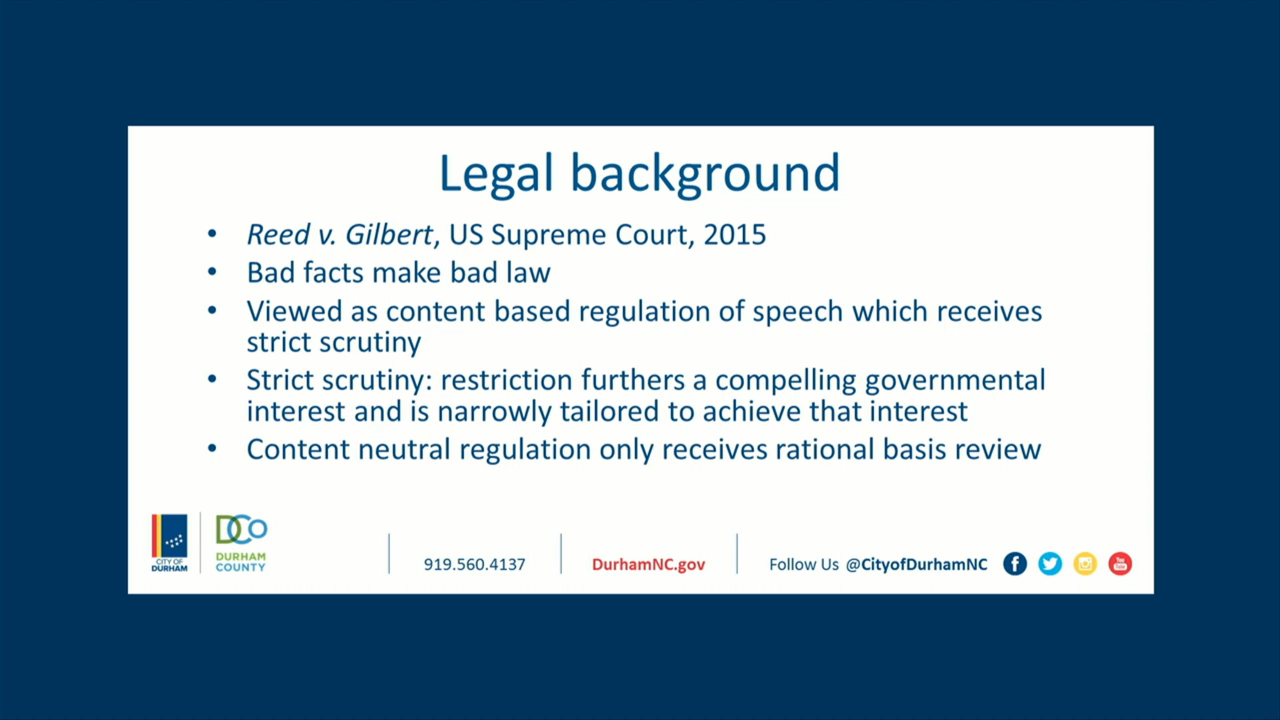 Legal background
• Reed v. Gilbert, US Supreme Court, 2015
• Bad facts make bad law
• Viewed as content based regulation of speech which receives
strict scrutiny
• Strict scrutiny: restriction furthers a compelling governmental
interest and is narrowly tailored to achieve that interest
• Content neutral regulation only receives rational basis review
CITY OF
DURHAM
DCo
DURHAM
COUNTY
919.560.4137
DurhamNC.gov
Follow Us @CityofDurhamNC